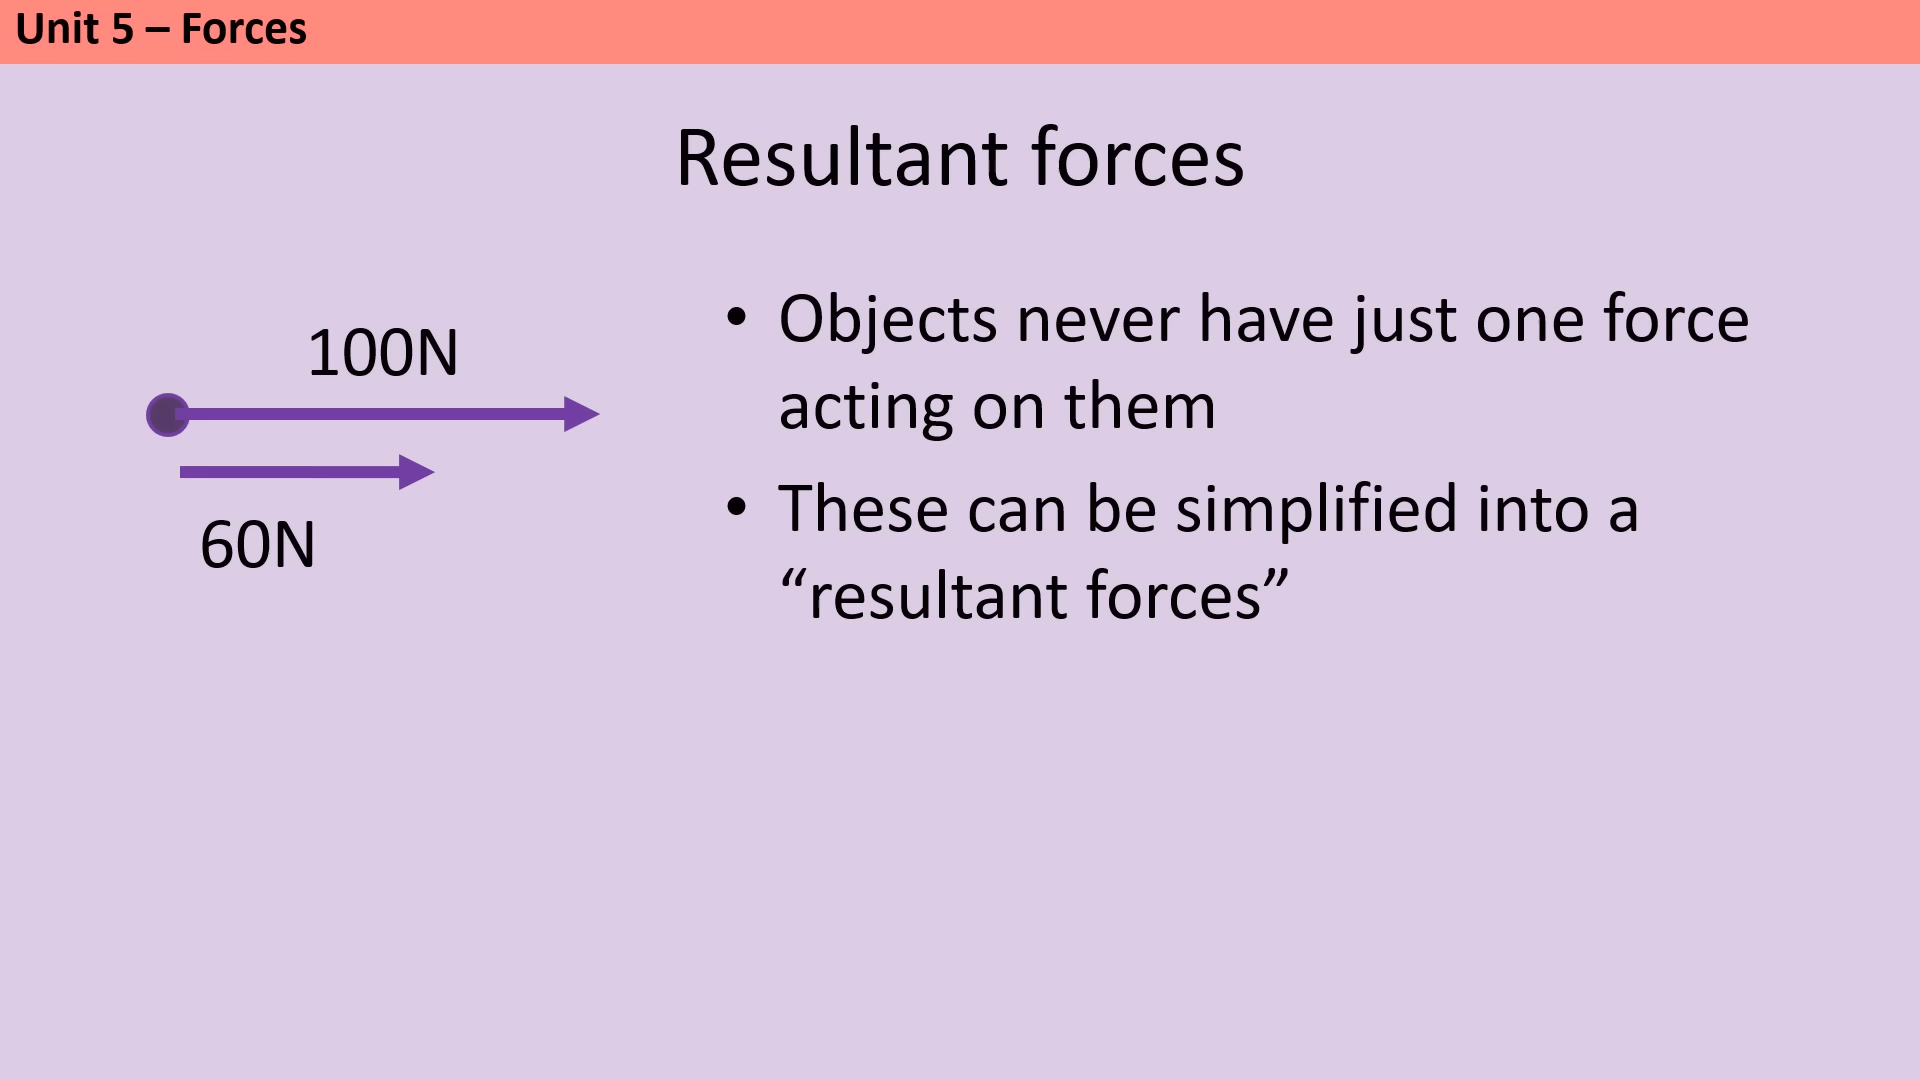 Unit 5 – Forces
Resultant forces
100N
60N
• Objects never have just one force
acting on them
• These can be simplified into a
“resultant forces”